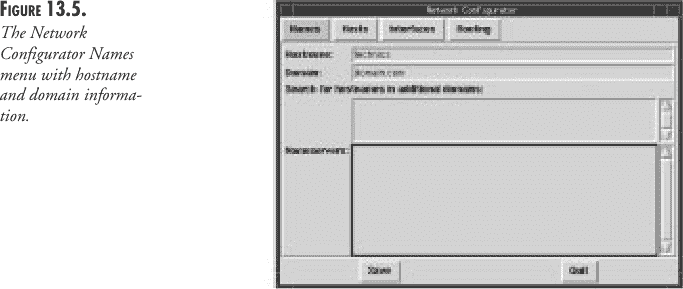 FIGURE 13.5.
The Network
Configurator Names
menu with hostname
and domain informa-
tion.
Network Configurator
Names Hosts Interfaces Routing
Hostname:
Domain: domain.com
Search for hostnames in additional domains:
Nameservers:
Save Quit